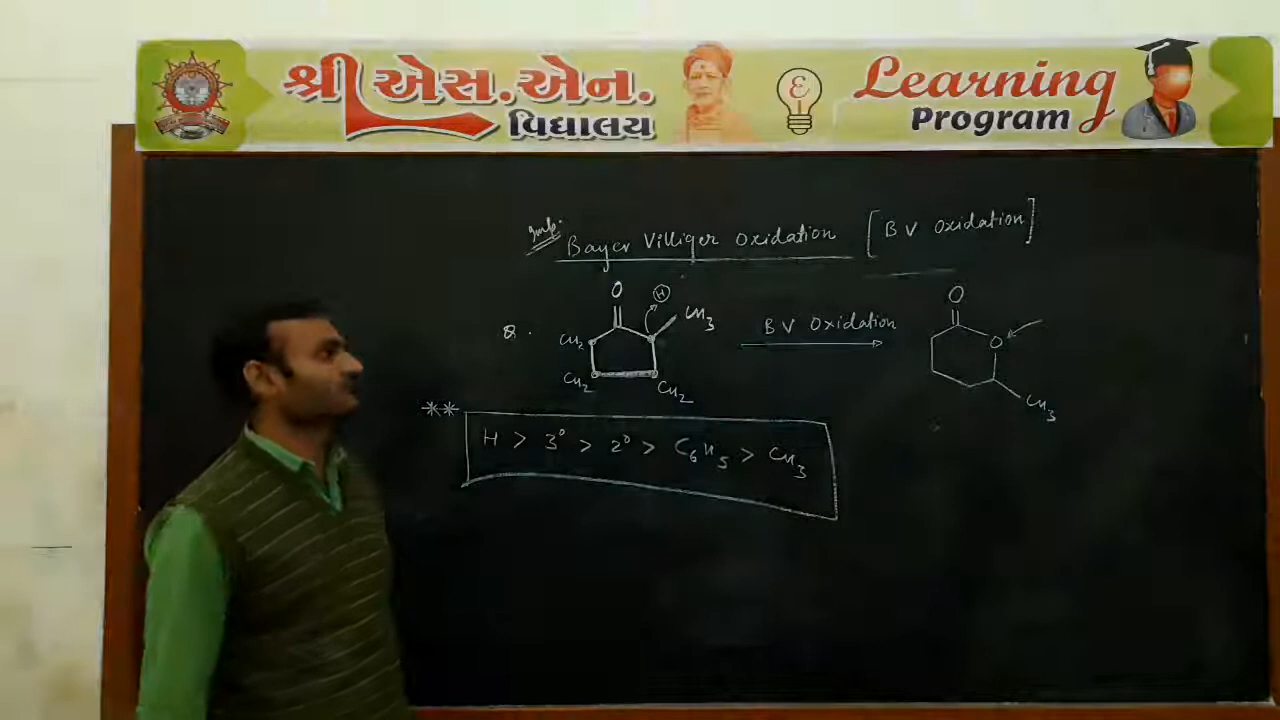 શ્રી એસ.એન. વિદ્યાલય
Learning Program
Imp. Bayer Villiger Oxidation [B V Oxidation]
O
H
CH3
CH2
CH2
CH2
Q.
B V Oxidation
O
O
CH3
** H > 3° > 2° > C6H5 > CH3